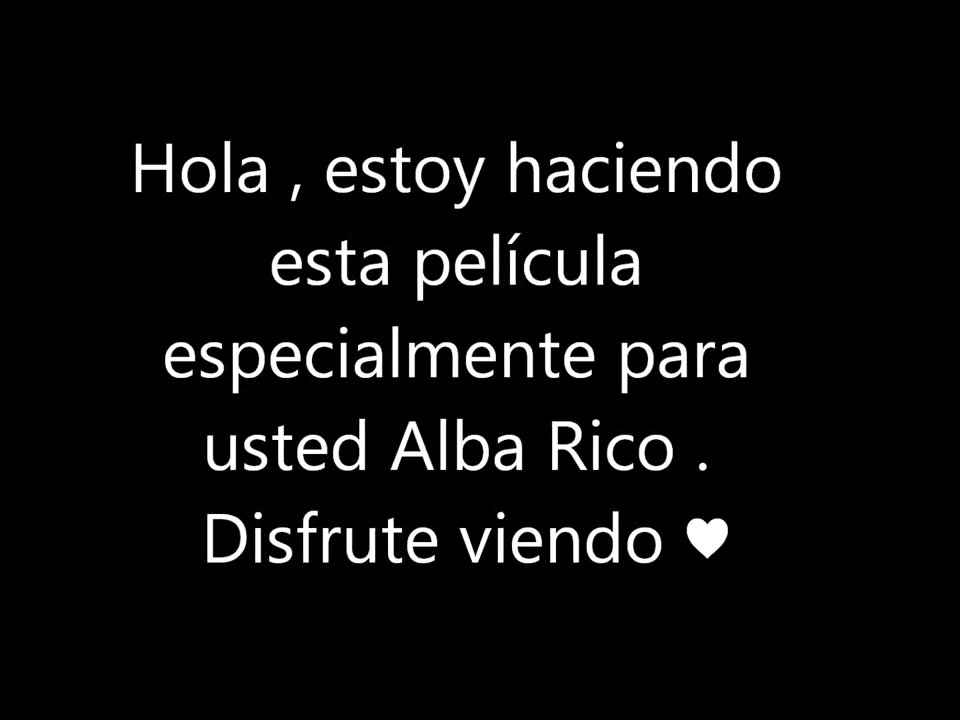 Hola , estoy haciendo
esta película
especialmente para
usted Alba Rico .
Disfrute viendo ♥